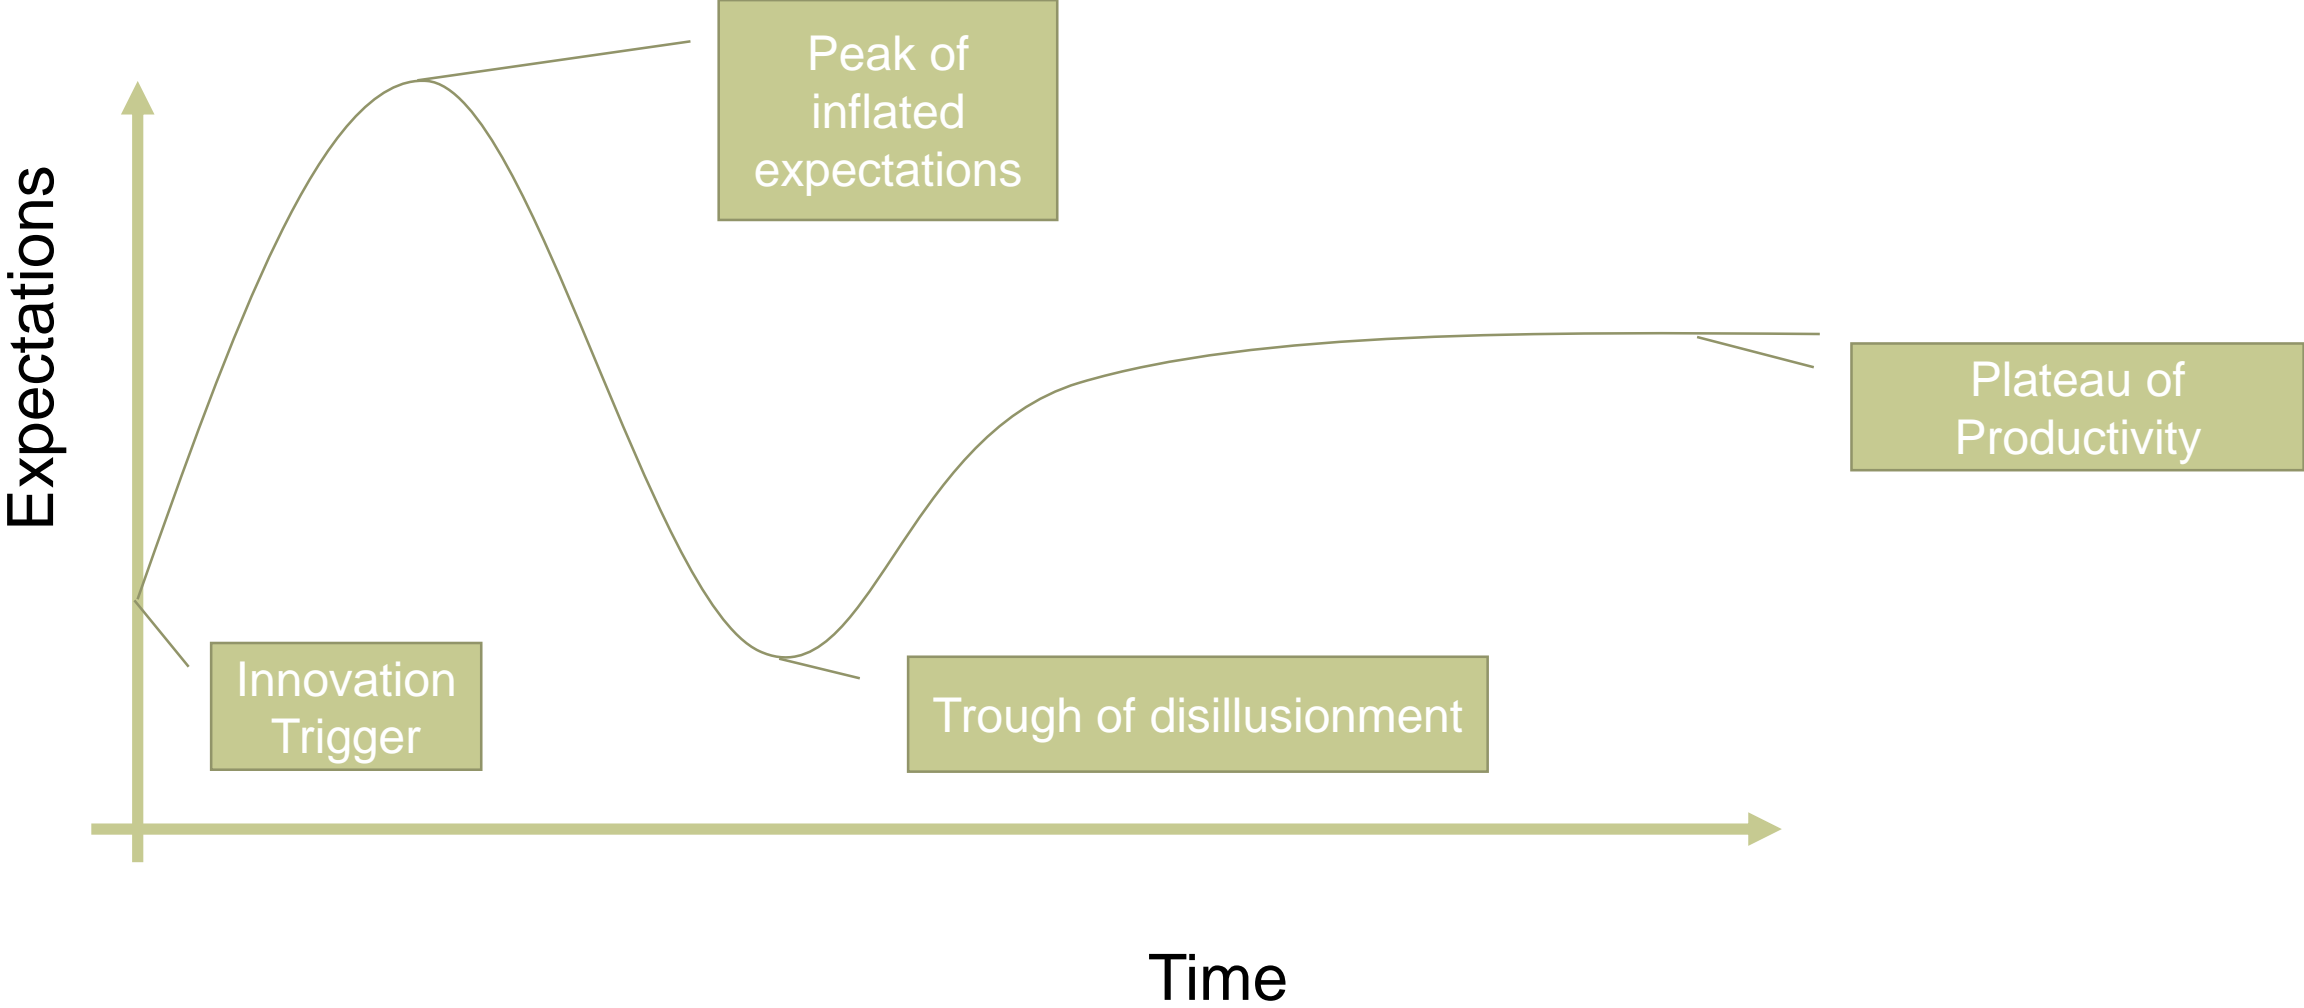 Peak of
inflated
expectations
Expectations
Plateau of
Productivity
Innovation
Trigger
Trough of disillusionment
Time